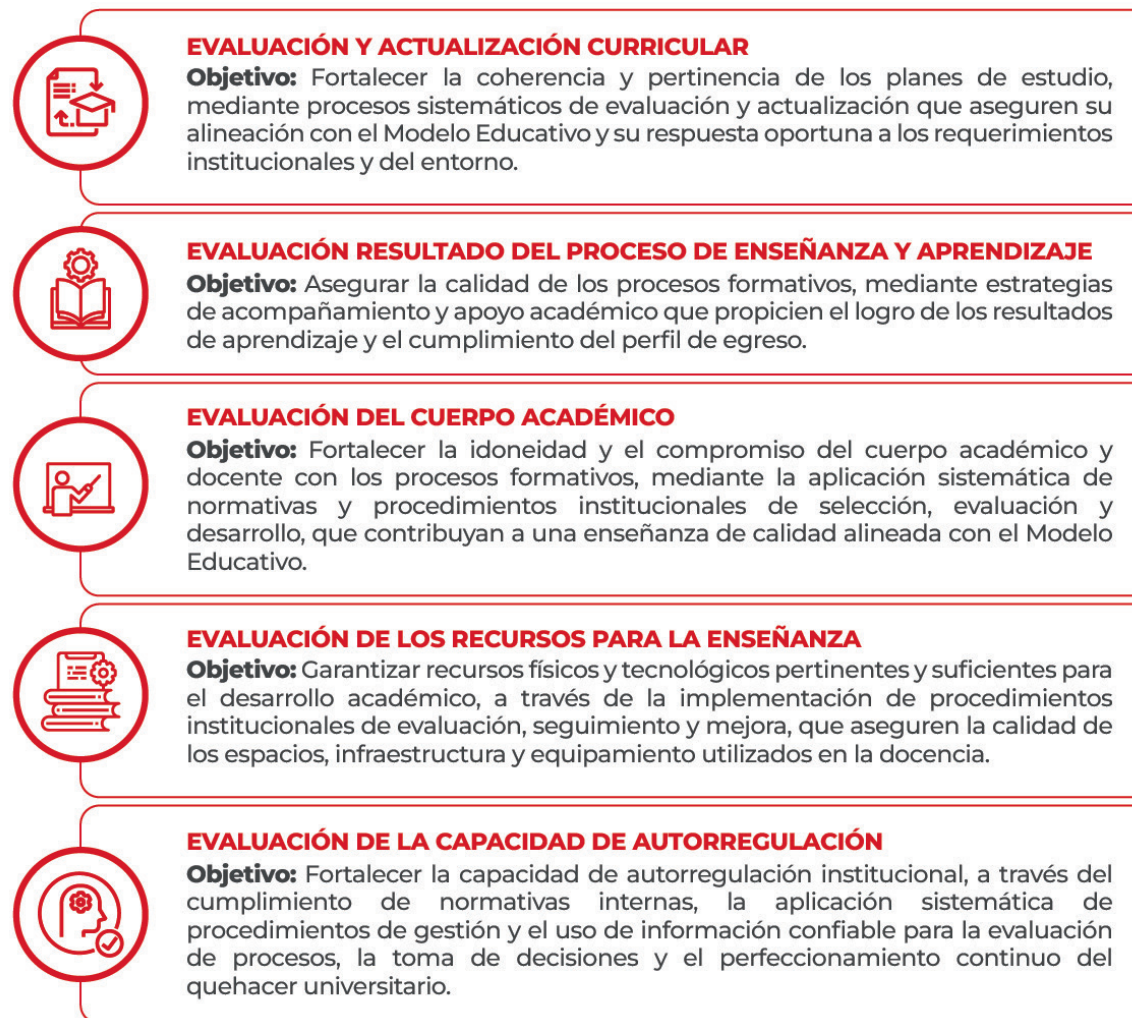 EVALUACIÓN Y ACTUALIZACIÓN CURRICULAR
Objetivo: Fortalecer la coherencia y pertinencia de los planes de estudio,
mediante procesos sistemáticos de evaluación y actualización que aseguren su
alineación con el Modelo Educativo y su respuesta oportuna a los requerimientos
institucionales y del entorno.
EVALUACIÓN RESULTADO DEL PROCESO DE ENSEÑANZA Y APRENDIZAJE
Objetivo: Asegurar la calidad de los procesos formativos, mediante estrategias
de acompañamiento y apoyo académico que propicien el logro de los resultados
de aprendizaje y el cumplimiento del perfil de egreso.
EVALUACIÓN DEL CUERPO ACADÉMICO
Objetivo: Fortalecer la idoneidad y el compromiso del cuerpo académico y
docente con los procesos formativos, mediante la aplicación sistemática de
normativas y procedimientos institucionales de selección, evaluación y
desarrollo, que contribuyan a una enseñanza de calidad alineada con el Modelo
Educativo.
EVALUACIÓN DE LOS RECURSOS PARA LA ENSEÑANZA
Objetivo: Garantizar recursos físicos y tecnológicos pertinentes y suficientes para
el desarrollo académico, a través de la implementación de procedimientos
institucionales de evaluación, seguimiento y mejora, que aseguren la calidad de
los espacios, infraestructura y equipamiento utilizados en la docencia.
EVALUACIÓN DE LA CAPACIDAD DE AUTORREGULACIÓN
Objetivo: Fortalecer la capacidad de autorregulación institucional, a través del
cumplimiento de normativas internas, la aplicación sistemática de
procedimientos de gestión y el uso de información confiable para la evaluación
de procesos, la toma de decisiones y el perfeccionamiento continuo del
quehacer universitario.